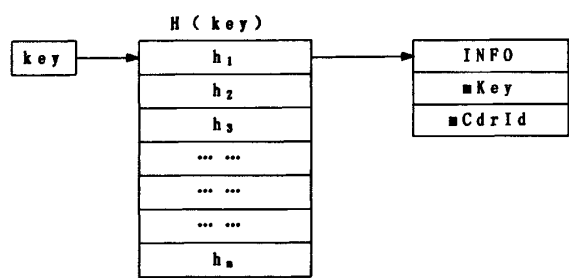 H ( key )
key
h₁
INFO
h₂
mKey
h₃
mCdrId
... ...
... ...
... ...
hₙ